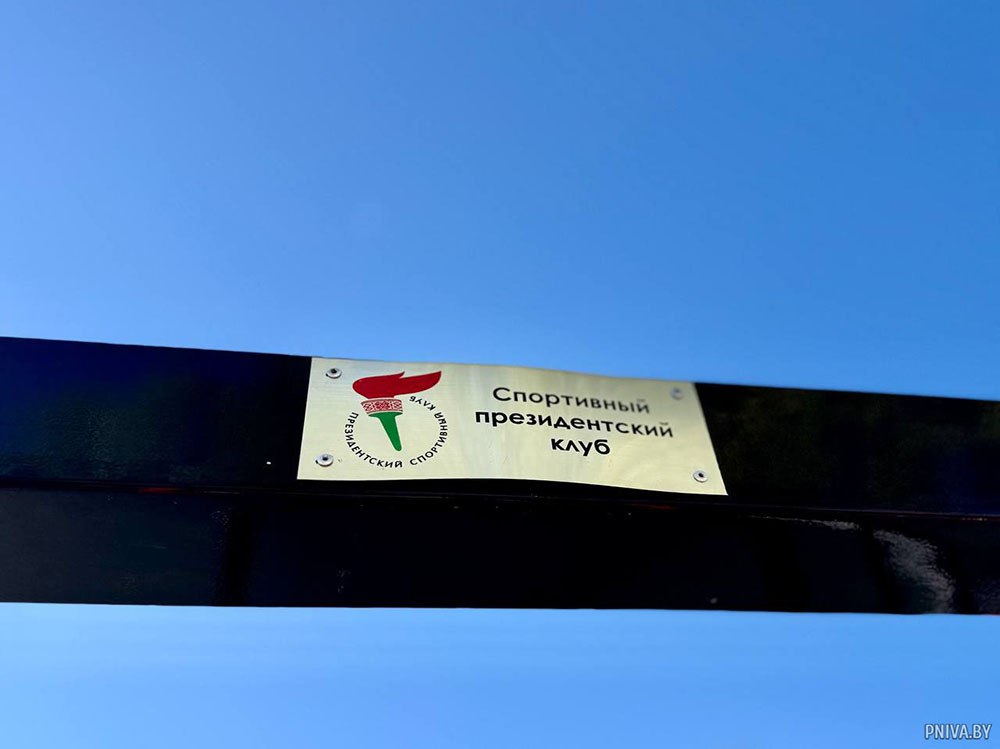 ПРЕЗИДЕНТСКИЙ СПОРТИВНЫЙ КЛУБ
Спортивный
президентский
клуб
PNIVA.BY